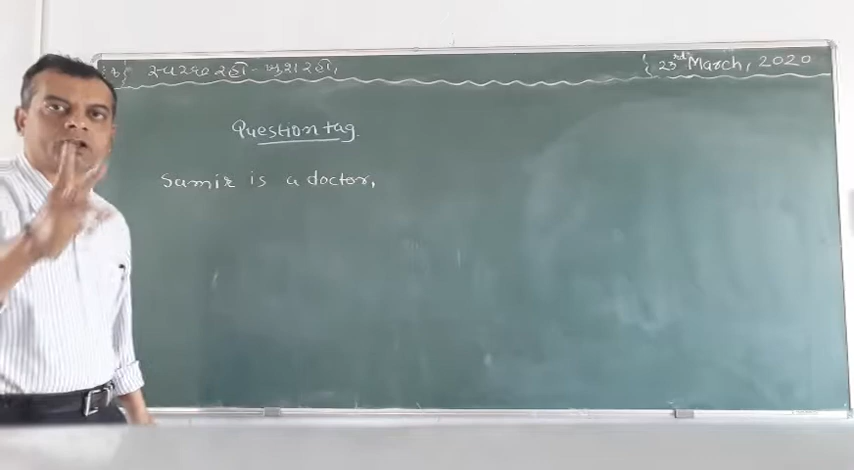 સ્વસ્થ રહો - ખુશ રહો,
23rd March, 2020
Question tag
Samir is a doctor,